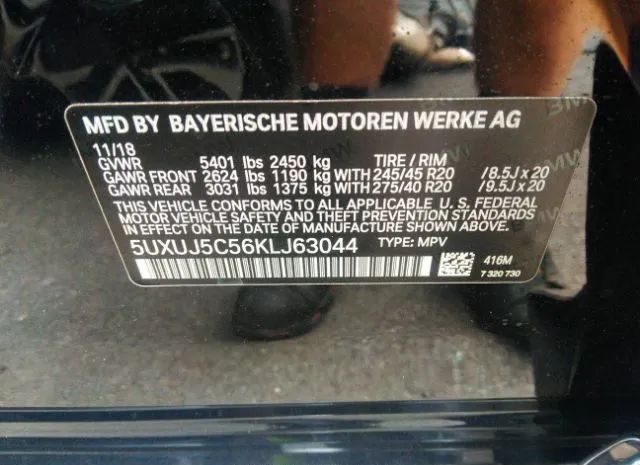 MFD BY BAYERISCHE MOTOREN WERKE AG
11/18
GVWR 5401 lbs 2450 kg TIRE / RIM
GAWR FRONT 2624 lbs 1190 kg WITH 245/45 R20 /8.5J x 20
GAWR REAR 3031 lbs 1375 kg WITH 275/40 R20 /9.5J x 20
THIS VEHICLE CONFORMS TO ALL APPLICABLE U. S. FEDERAL
MOTOR VEHICLE SAFETY AND THEFT PREVENTION STANDARDS
IN EFFECT ON THE DATE OF MANUFACTURE SHOWN ABOVE.
5UXUJ5C56KLJ63044 TYPE: MPV
416M
7 320 730